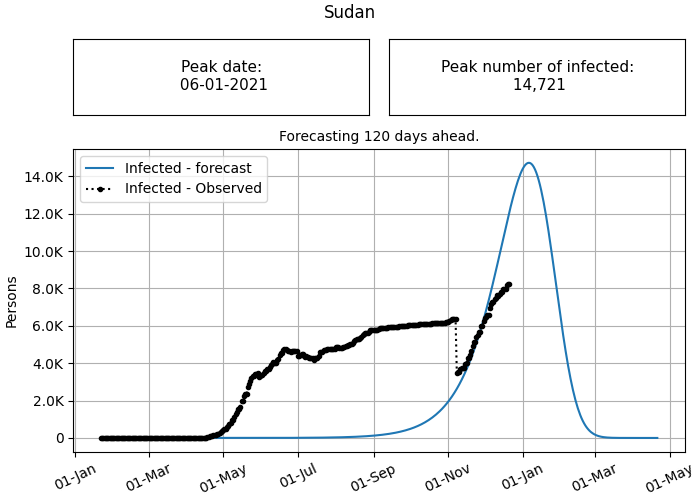 Sudan
Peak date:
06-01-2021
Peak number of infected:
14,721
Forecasting 120 days ahead.
Infected - forecast
Infected - Observed
14.0K
12.0K
10.0K
8.0K
6.0K
4.0K
2.0K
0
Persons
01-Jan
01-Mar
01-May
01-Jul
01-Sep
01-Nov
01-Jan
01-Mar
01-May